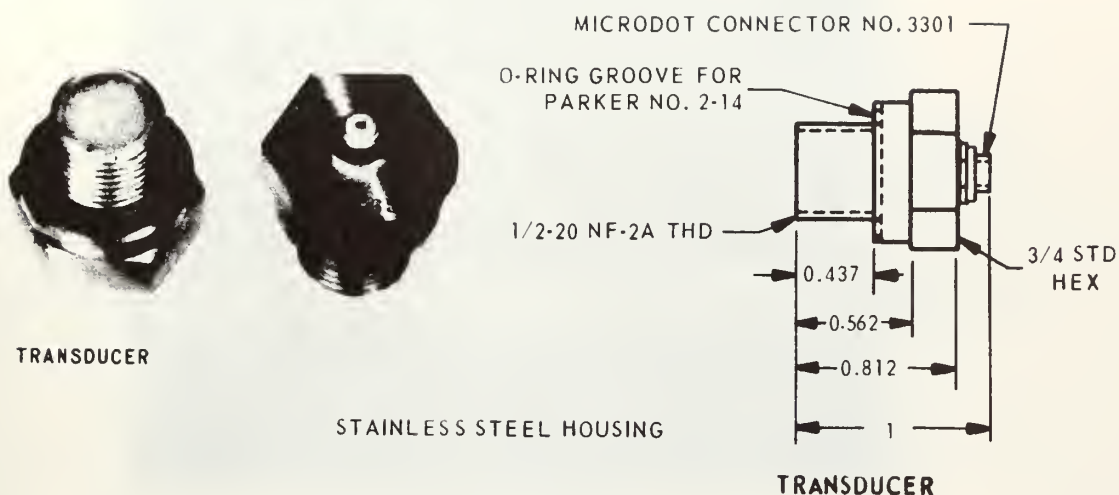 MICRODOT CONNECTOR NO. 3301
O-RING GROOVE FOR
PARKER NO. 2-14
1/2-20 NF-2A THD
3/4 STD
HEX
0.437
0.562
0.812
1
TRANSDUCER
STAINLESS STEEL HOUSING
TRANSDUCER